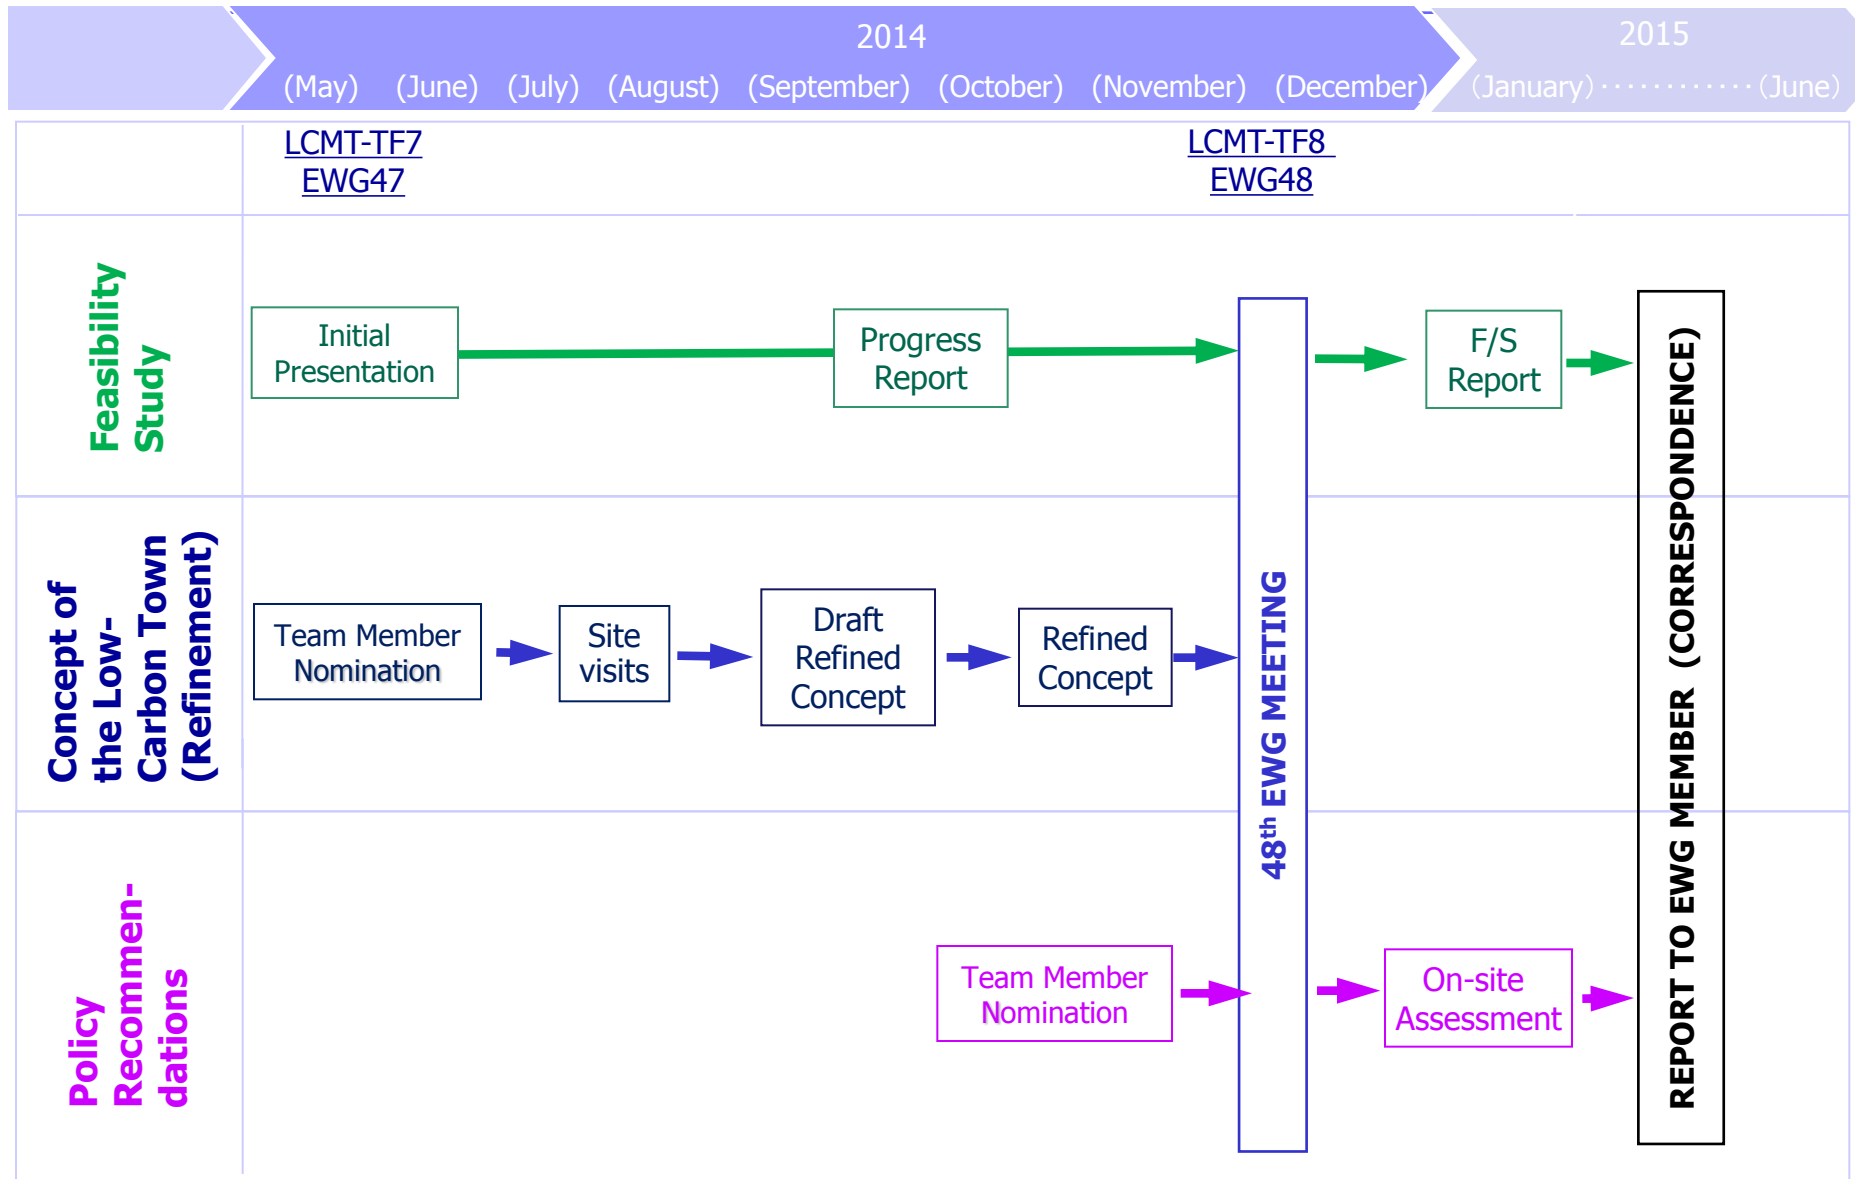 2014
2015
(May) (June) (July) (August) (September) (October) (November) (December) (January)············(June)
LCMT-TF7
EWG47
LCMT-TF8
EWG48
Feasibility
Study
Initial
Presentation
Progress
Report
F/S
Report
Concept of
the Low-
Carbon Town
(Refinement)
Team Member
Nomination
Site
visits
Draft
Refined
Concept
Refined
Concept
48th EWG MEETING
REPORT TO EWG MEMBER (CORRESPONDENCE)
Policy
Recommen-
dations
Team Member
Nomination
On-site
Assessment